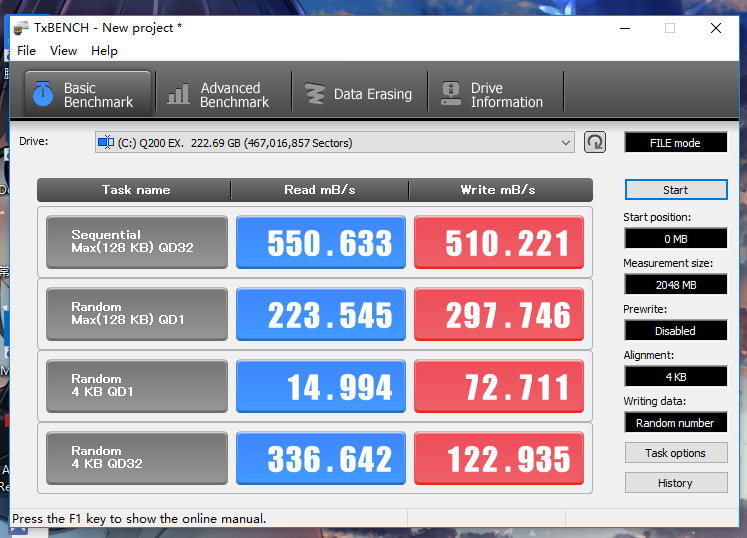 TxBENCH - New project *
File View Help
Basic
Benchmark
Advanced
Benchmark
Data Erasing
Drive
Information
Drive:
(C:) Q200 EX.  222.69 GB (467,016,857 Sectors)
FILE mode
Task name Read mB/s Write mB/s
Start
Sequential
Max(128 KB) QD32
550.633 510.221
Start position:
0 MB
Measurement size:
2048 MB
Random
Max(128 KB) QD1
223.545 297.746
Prewrite:
Disabled
Alignment:
4 KB
Random
4 KB QD1
14.994 72.711
Writing data:
Random number
Random
4 KB QD32
336.642 122.935
Task options
History
Press the F1 key to show the online manual.